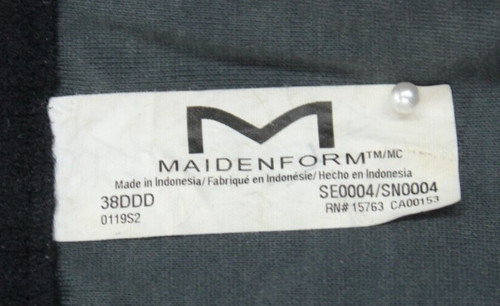 M
MAIDENFORM™/MC
Made in Indonesia/ Fabriqué en Indonésie/ Hecho en Indonesia
38DDD SE0004/SN0004
0119S2 RN# 15763 CA00153